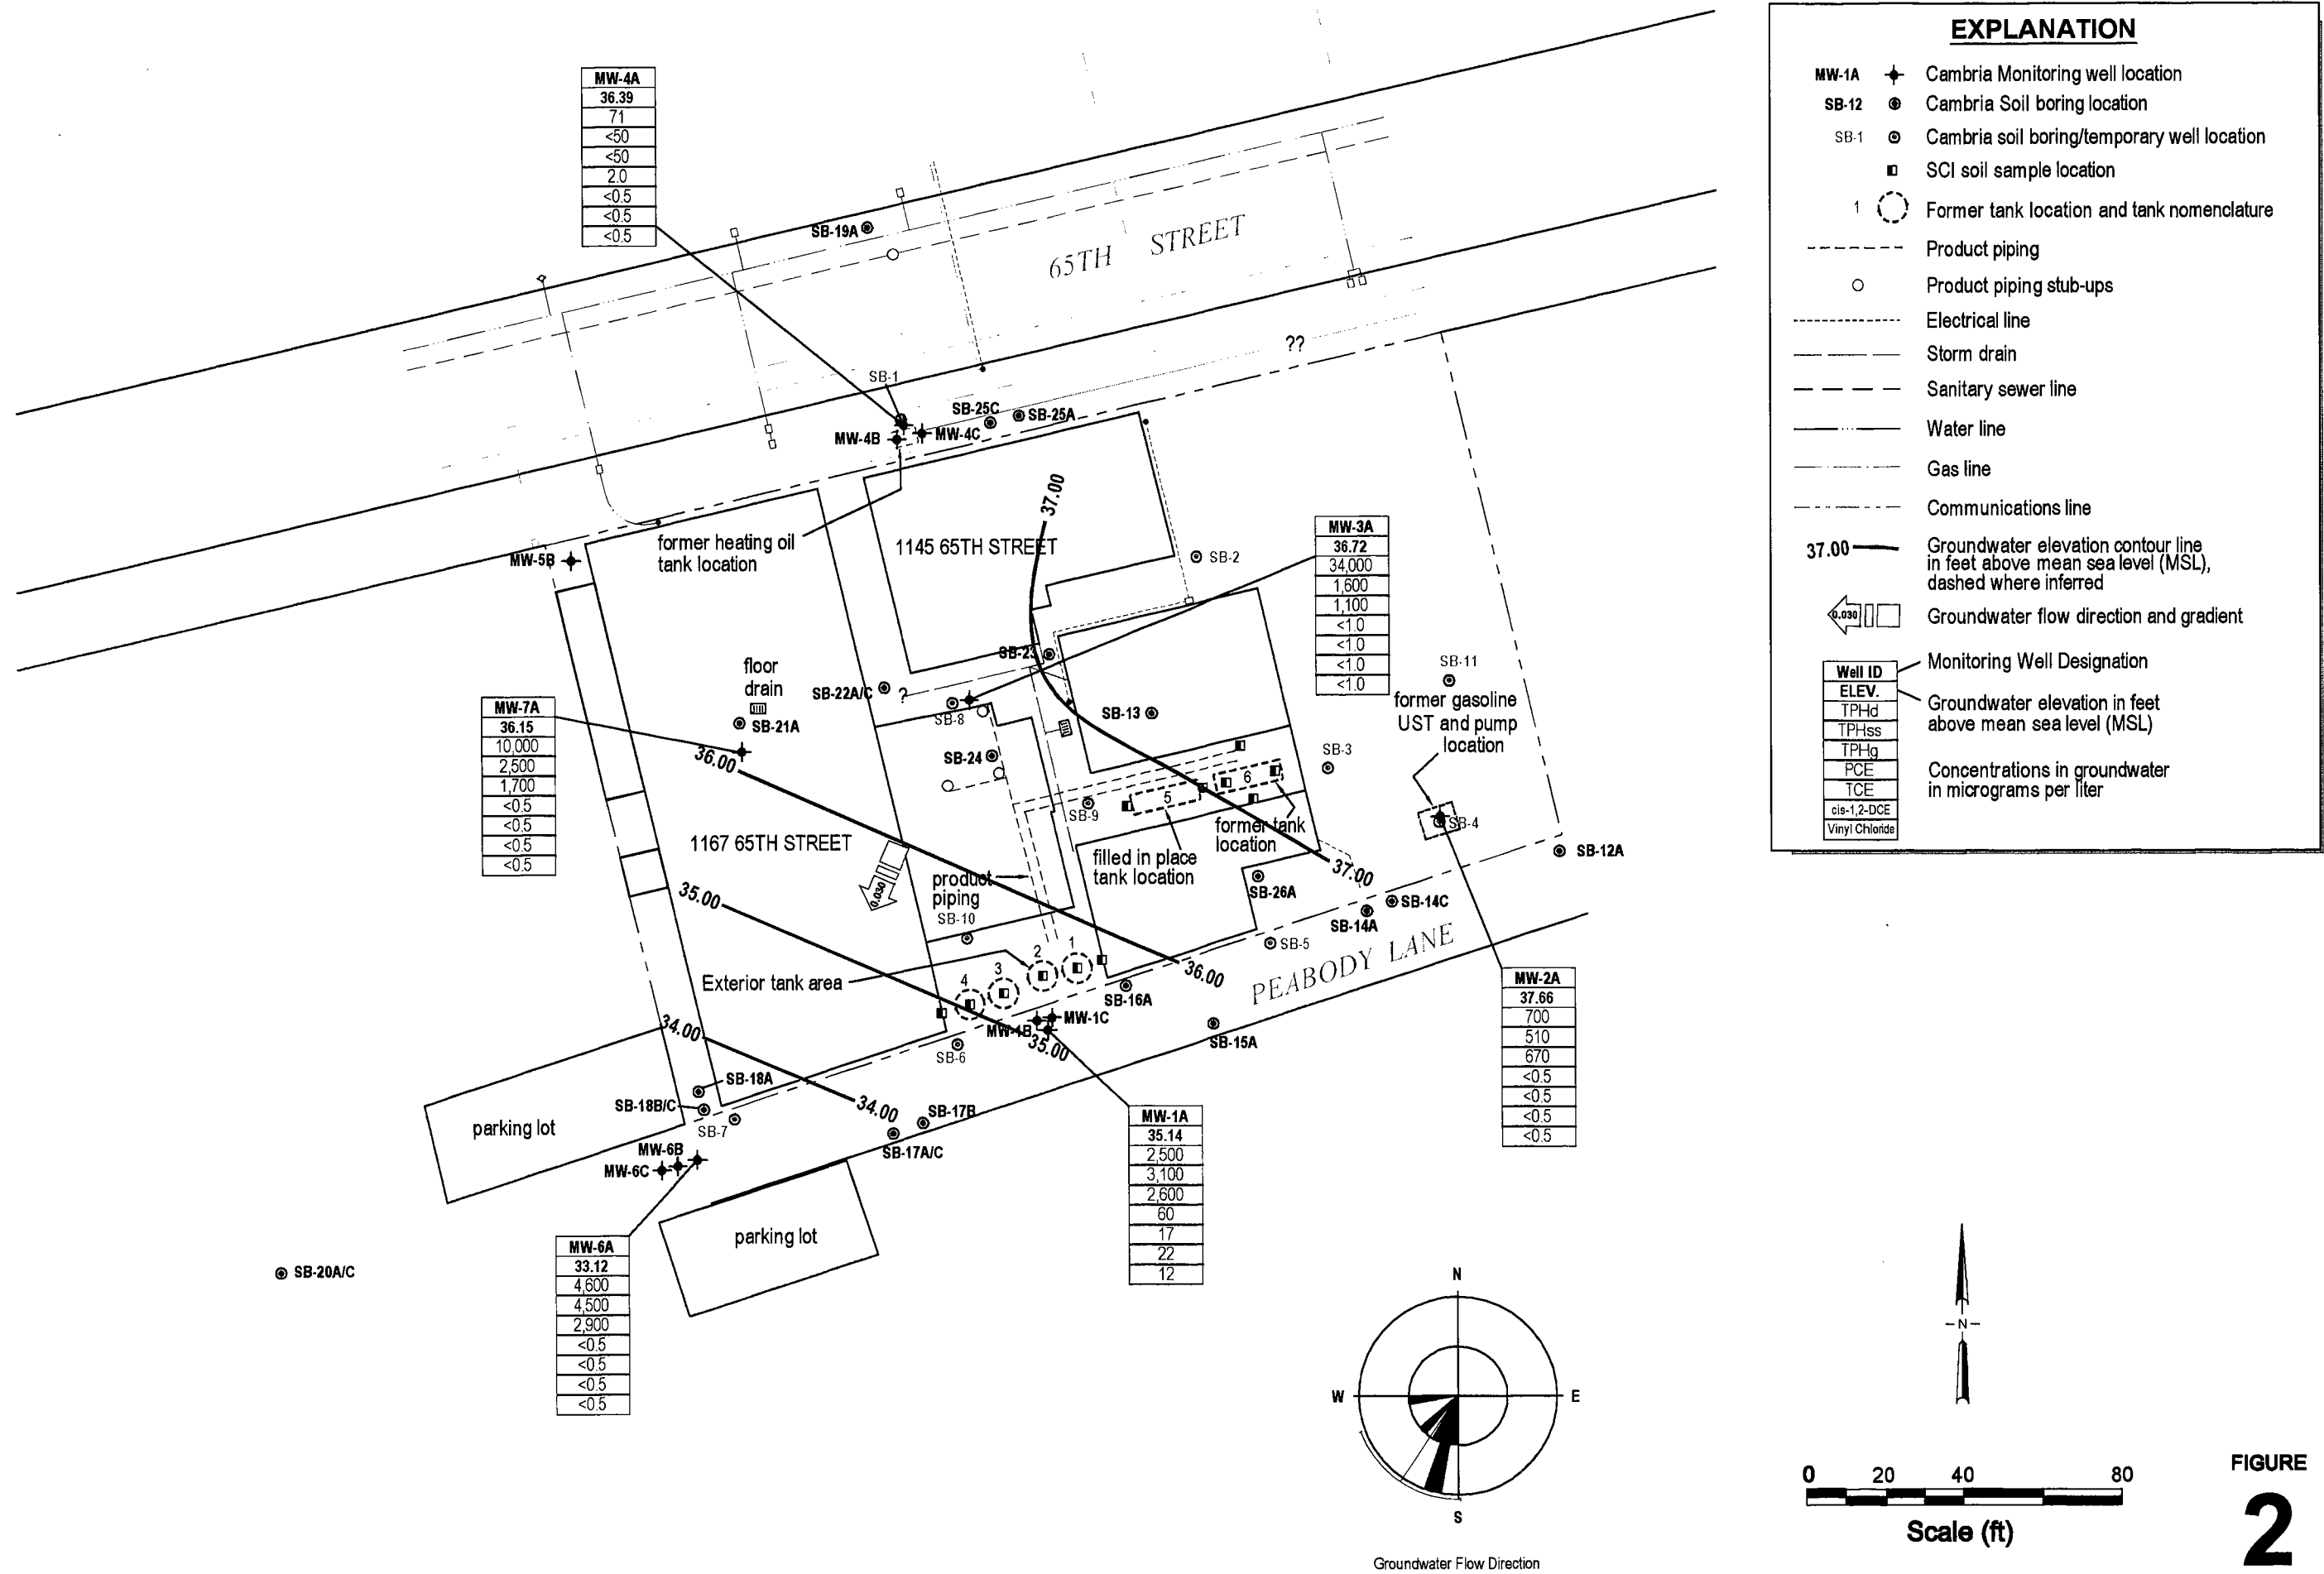 MW-4A
36.39
71
<50
<50
2.0
<0.5
<0.5
<0.5
SB-19A
65TH STREET
??
SB-1
SB-25C
SB-25A
MW-4B
MW-4C
37.00
former heating oil
tank location
1145 65TH STREET
MW-5B
SB-2
MW-3A
36.72
34,000
1,600
1,100
<1.0
<1.0
<1.0
<1.0
SB-23
floor
drain
SB-22A/C
?
SB-8
SB-13
SB-11
former gasoline
UST and pump
location
MW-7A
36.15
10,000
2,500
1,700
<0.5
<0.5
<0.5
<0.5
SB-21A
36.00
SB-24
SB-3
6
5
SB-9
former tank
location
SB-4
SB-12A
1167 65TH STREET
filled in place
tank location
37.00
product
piping
0.030
35.00
SB-26A
SB-14C
SB-14A
SB-10
SB-5
PEABODY LANE
1
2
3
4
Exterior tank area
36.00
SB-16A
MW-1B
MW-1C
35.00
SB-15A
SB-6
34.00
SB-18A
SB-18B/C
SB-7
34.00
SB-17B
SB-17A/C
parking lot
MW-6B
MW-6C
parking lot
MW-2A
37.66
700
510
670
<0.5
<0.5
<0.5
<0.5
MW-1A
35.14
2,500
3,100
2,600
60
17
22
12
MW-6A
33.12
4,600
4,500
2,900
<0.5
<0.5
<0.5
<0.5
SB-20A/C
N
W
E
S
Groundwater Flow Direction
EXPLANATION
MW-1A Cambria Monitoring well location
SB-12 Cambria Soil boring location
SB-1 Cambria soil boring/temporary well location
SCI soil sample location
1 Former tank location and tank nomenclature
Product piping
Product piping stub-ups
Electrical line
Storm drain
Sanitary sewer line
Water line
Gas line
Communications line
37.00 Groundwater elevation contour line
in feet above mean sea level (MSL),
dashed where inferred
0.030 Groundwater flow direction and gradient
Well ID
ELEV.
TPHd
TPHss
TPHg
PCE
TCE
cis-1,2-DCE
Vinyl Chloride
Monitoring Well Designation
Groundwater elevation in feet
above mean sea level (MSL)
Concentrations in groundwater
in micrograms per liter
N
0 20 40 80
Scale (ft)
FIGURE
2